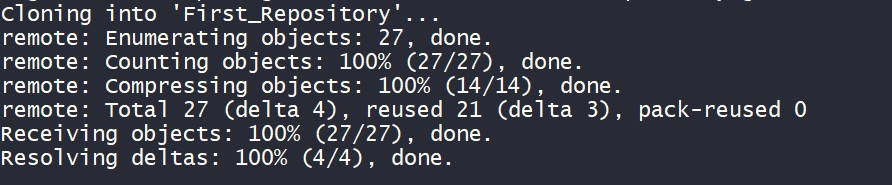 Cloning into 'First_Repository'...
remote: Enumerating objects: 27, done.
remote: Counting objects: 100% (27/27), done.
remote: Compressing objects: 100% (14/14), done.
remote: Total 27 (delta 4), reused 21 (delta 3), pack-reused 0
Receiving objects: 100% (27/27), done.
Resolving deltas: 100% (4/4), done.